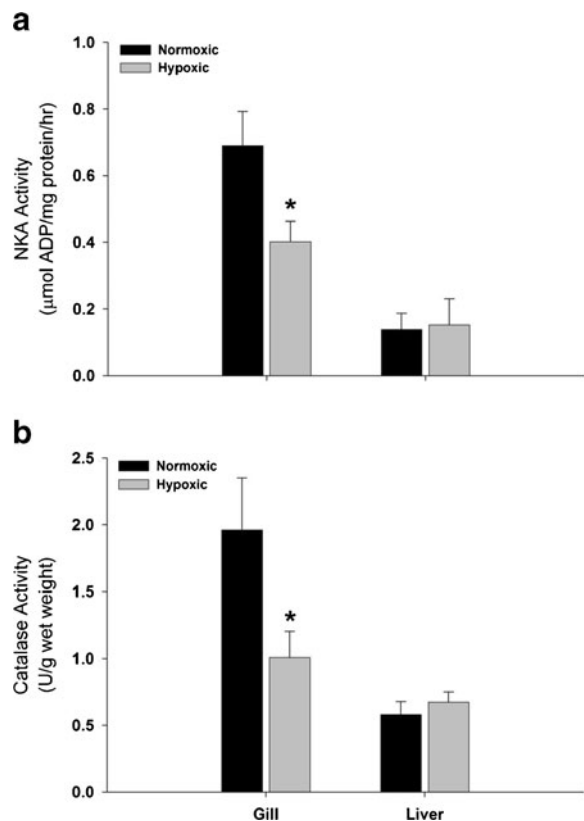 a
1.0
Normoxic
Hypoxic
0.8
0.6
*
0.4
0.2
0.0
NKA Activity
(μmol ADP/mg protein/hr)
b
2.5
Normoxic
Hypoxic
2.0
1.5
*
1.0
0.5
0.0
Catalase Activity
(U/g wet weight)
Gill Liver